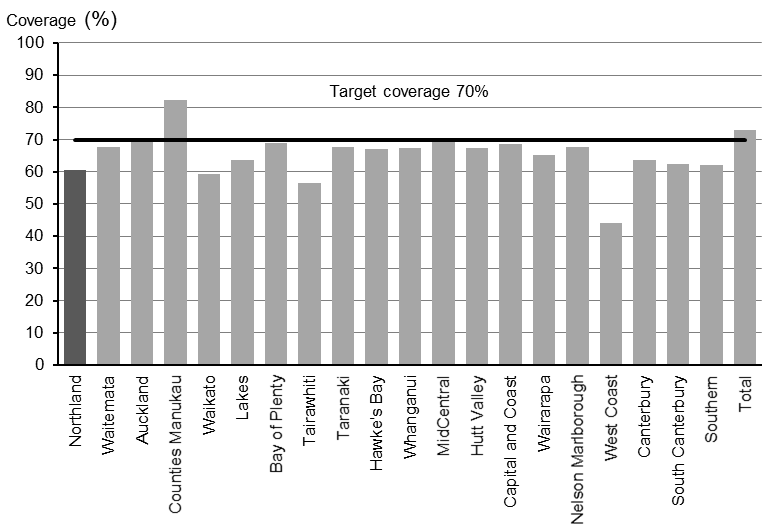 Coverage (%)
100
90
80
70
60
50
40
30
20
10
0
Target coverage 70%
Northland
Waitemata
Auckland
Counties Manukau
Waikato
Lakes
Bay of Plenty
Tairawhiti
Taranaki
Hawke's Bay
Whanganui
MidCentral
Hutt Valley
Capital and Coast
Wairarapa
Nelson Marlborough
West Coast
Canterbury
South Canterbury
Southern
Total